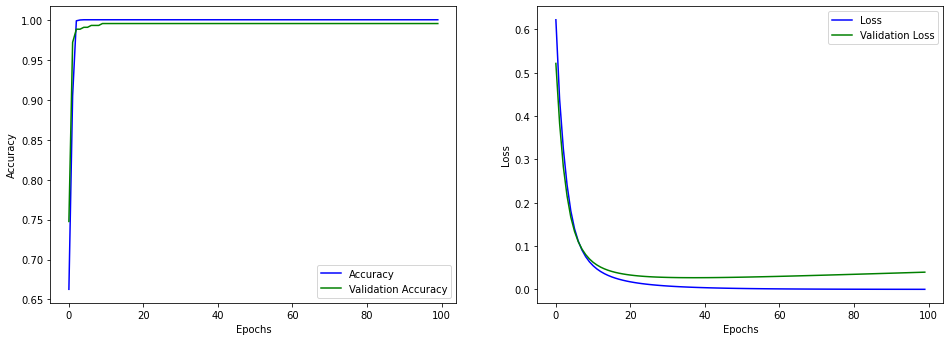 1.00
0.95
0.90
0.85
0.80
0.75
0.70
0.65
Accuracy
0 20 40 60 80 100
Epochs
Accuracy
Validation Accuracy
0.6
0.5
0.4
0.3
0.2
0.1
0.0
Loss
0 20 40 60 80 100
Epochs
Loss
Validation Loss